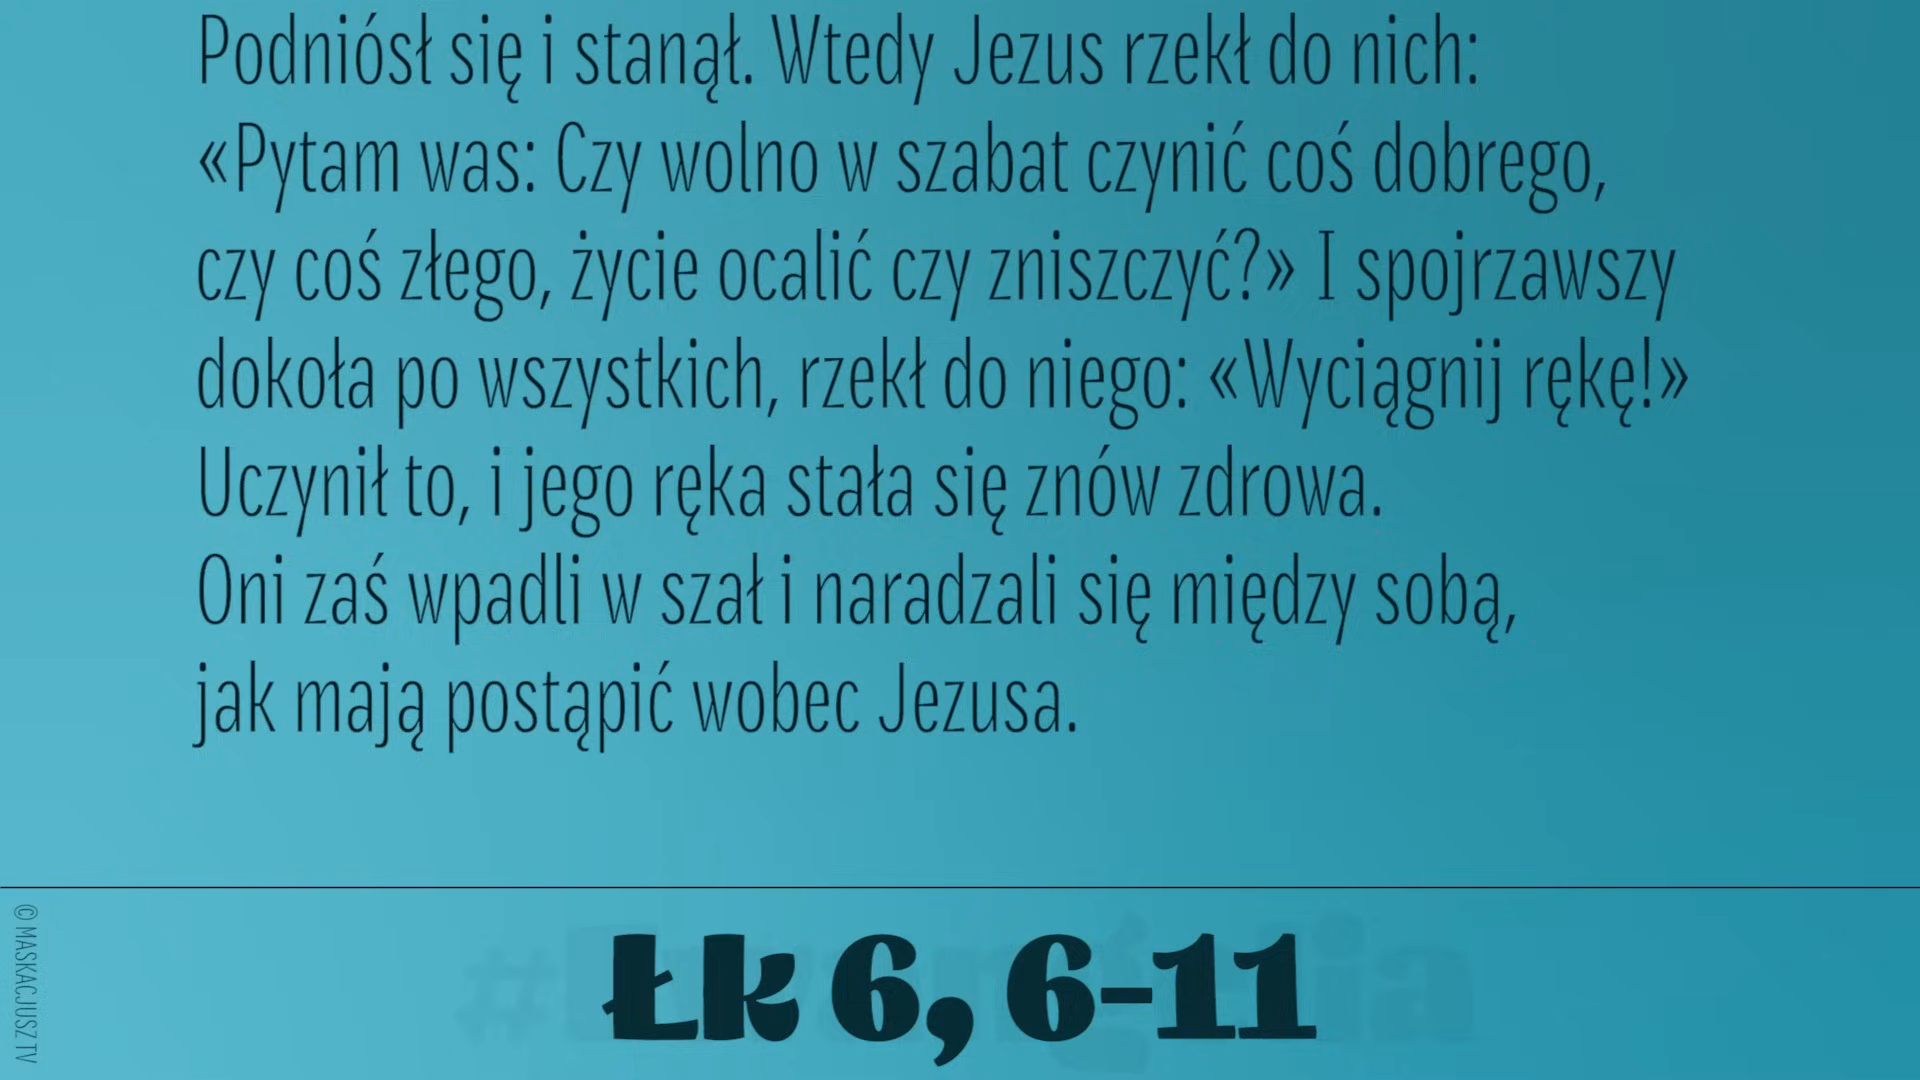 Podniósł się i stanął. Wtedy Jezus rzekł do nich:
«Pytam was: Czy wolno w szabat czynić coś dobrego,
czy coś złego, życie ocalić czy zniszczyć?» I spojrzawszy
dokoła po wszystkich, rzekł do niego: «Wyciągnij rękę!»
Uczynił to, i jego ręka stała się znów zdrowa.
Oni zaś wpadli w szał i naradzali się między sobą,
jak mają postąpić wobec Jezusa.
#Ewangelia
Łk 6, 6-11
© MASKACJUSZ TV